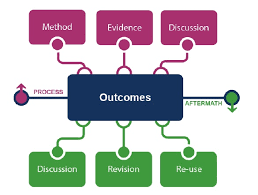 Method
Evidence
Discussion
PROCESS
Outcomes
AFTERMATH
Discussion
Revision
Re-use